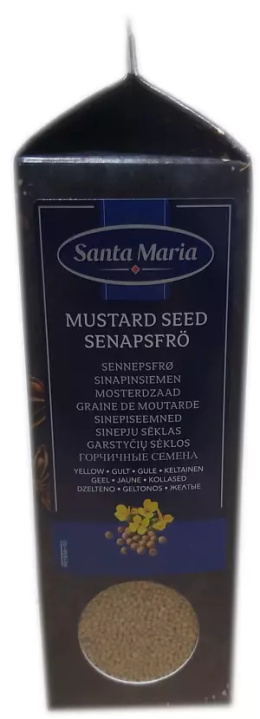 Santa Maria
MUSTARD SEED
SENAPSFRÖ
SENNEPSFRØ
SINAPINSIEMEN
MOSTERDZAAD
GRAINE DE MOUTARDE
SINEPISEEMNED
SINEPJU SĒKLAS
GARSTYČIŲ SĖKLOS
ГОРЧИЧНЫЕ СЕМЕНА
YELLOW • GULT • GULE • KELTAINEN
GEEL • JAUNE • KOLLASED
DZELTENO • GELTONOS • ЖЕЛТЫЕ